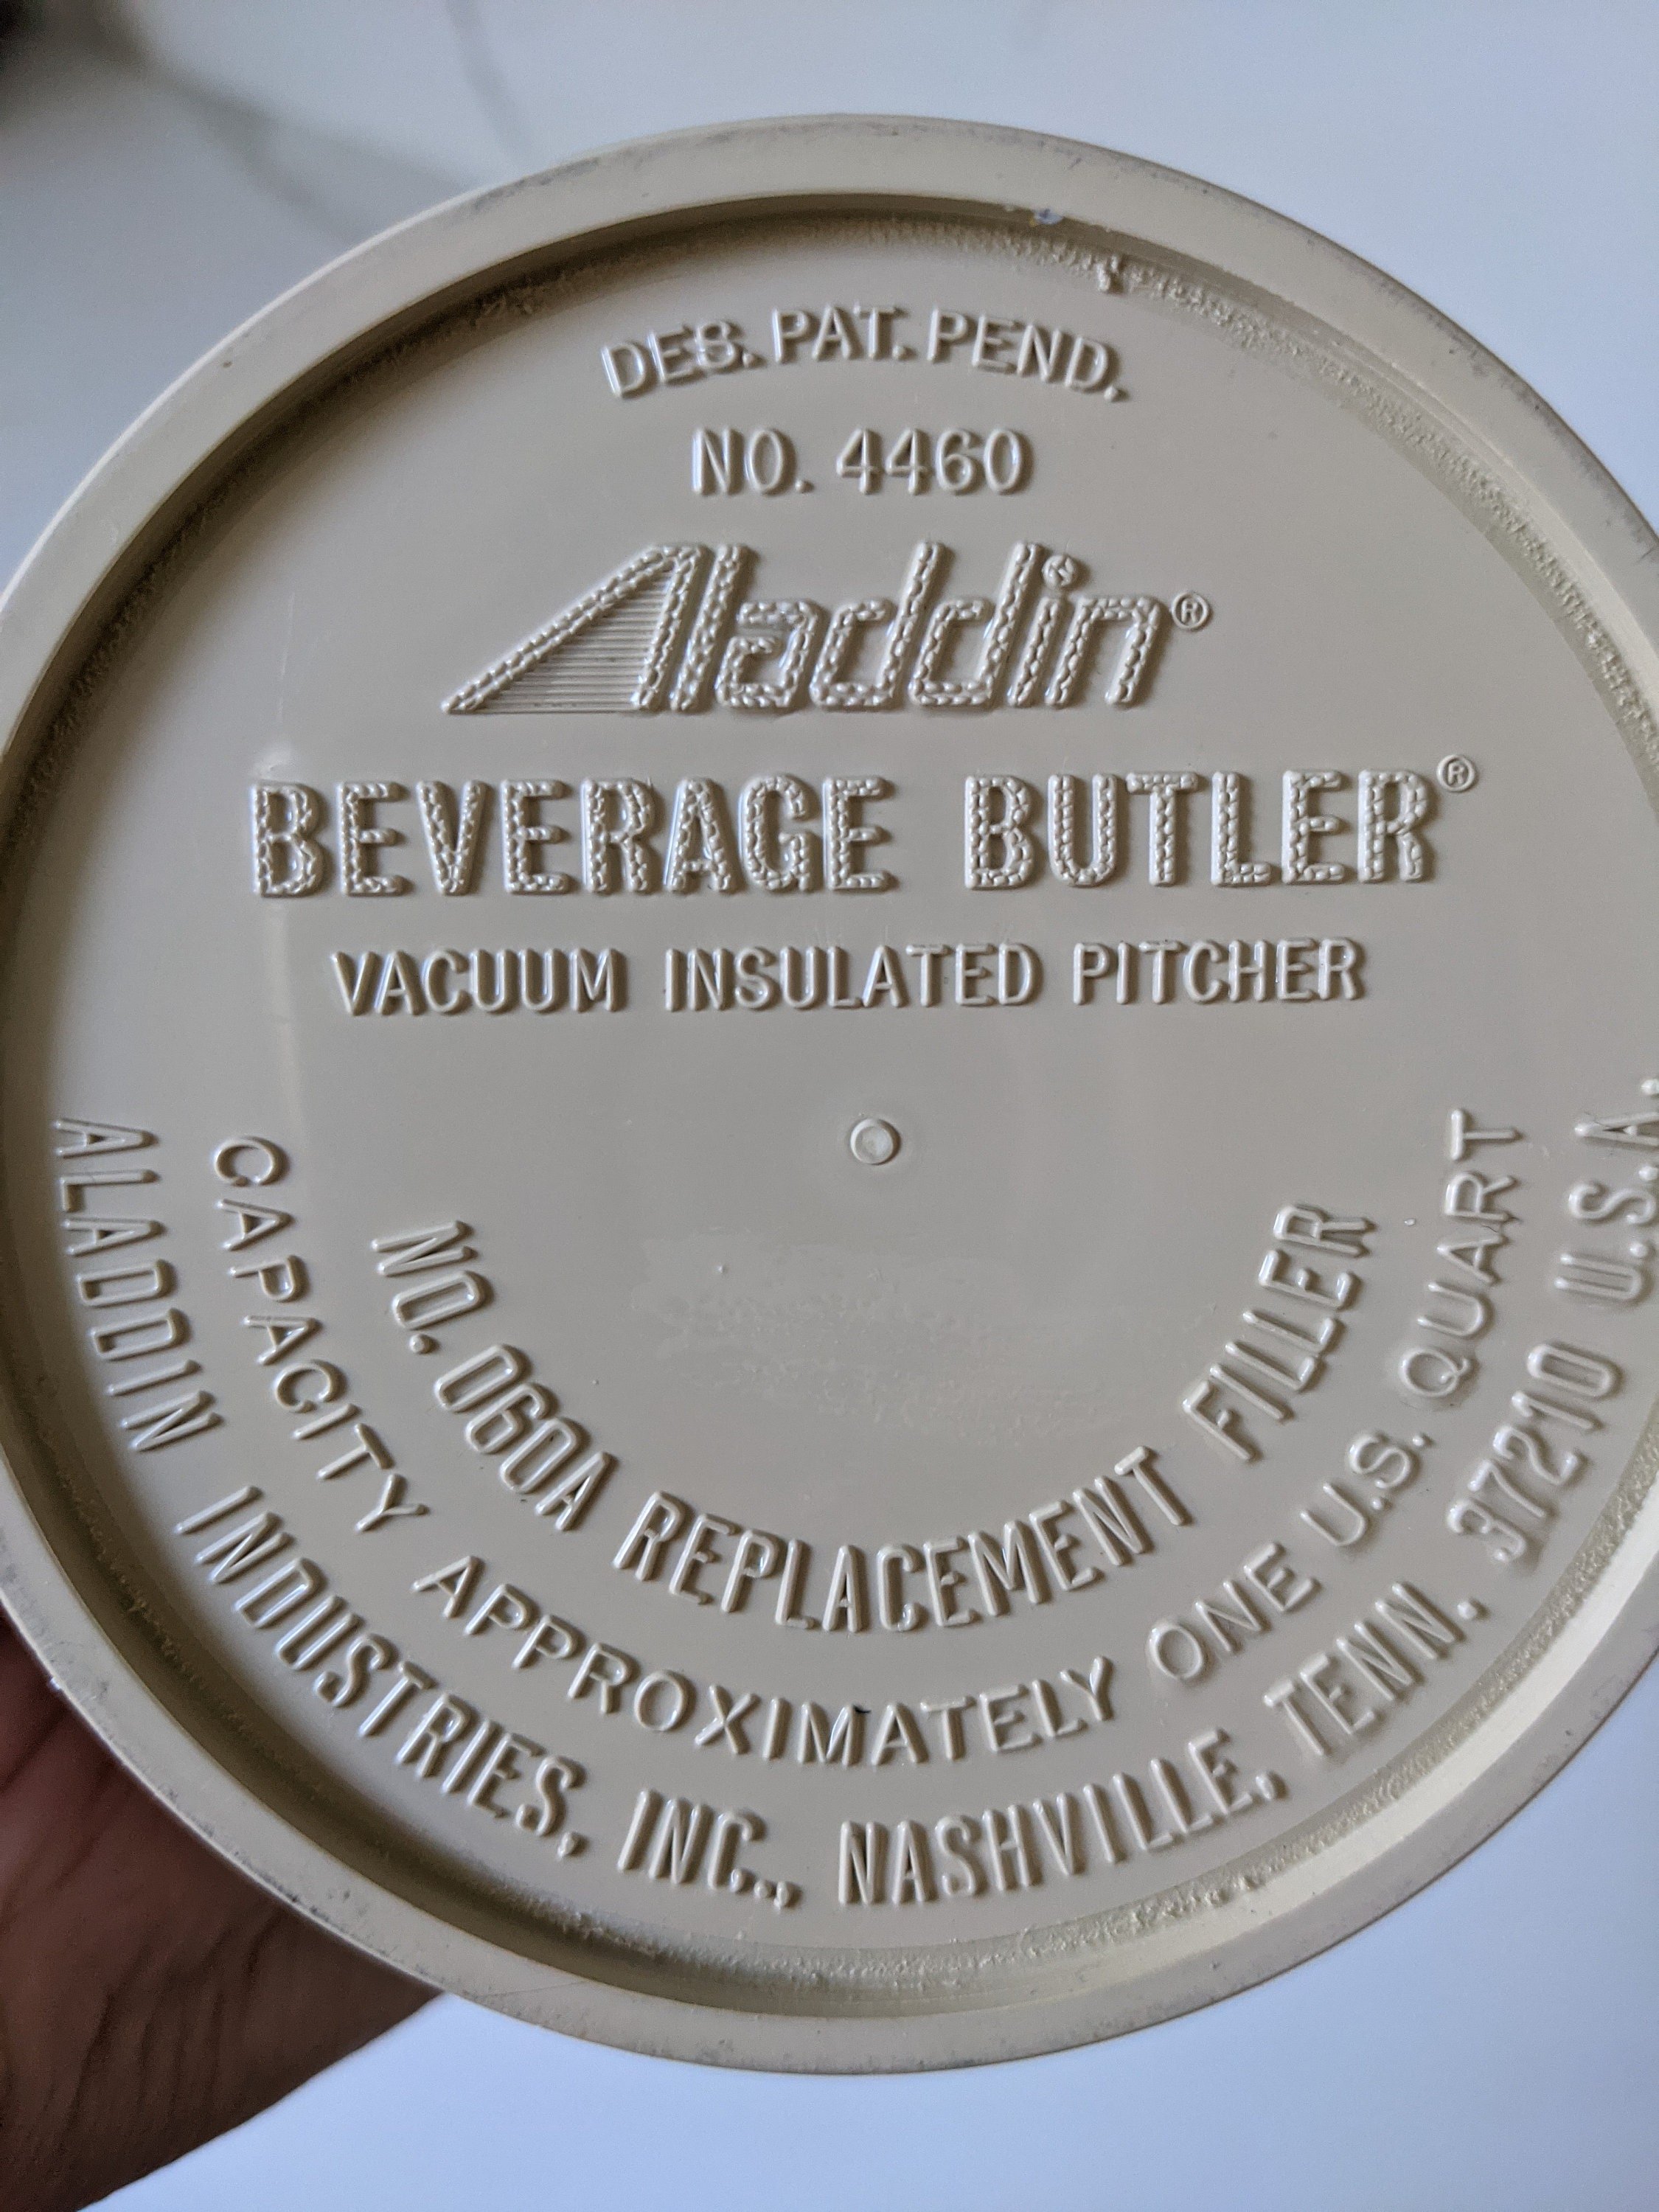 DES. PAT. PEND.
NO. 4460
Aladdin®
BEVERAGE BUTLER®
VACUUM INSULATED PITCHER
NO. 060A REPLACEMENT FILLER
CAPACITY APPROXIMATELY ONE U.S. QUART
ALADDIN INDUSTRIES, INC., NASHVILLE, TENN. 37210 U.S.A.